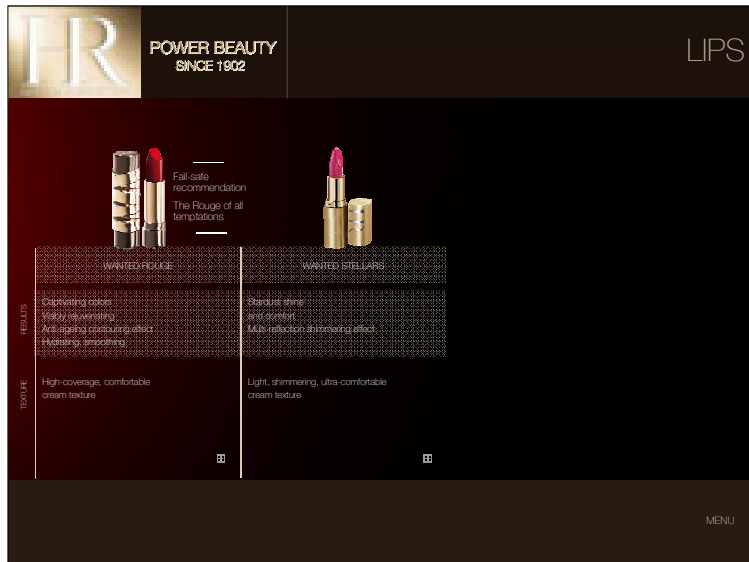 HR
POWER BEAUTY
SINCE 1902
LIPS
Fail-safe
recommendation
The Rouge of all
temptations
WANTED ROUGE
WANTED STELLARS
RESULTS
Captivating colors
Visibly rejuvenating
Anti-ageing contouring effect
Hydrating, smoothing
Stardust shine
and comfort
Multi-reflection shimmering effect
TEXTURE
High-coverage, comfortable
cream texture
Light, shimmering, ultra-comfortable
cream texture
MENU